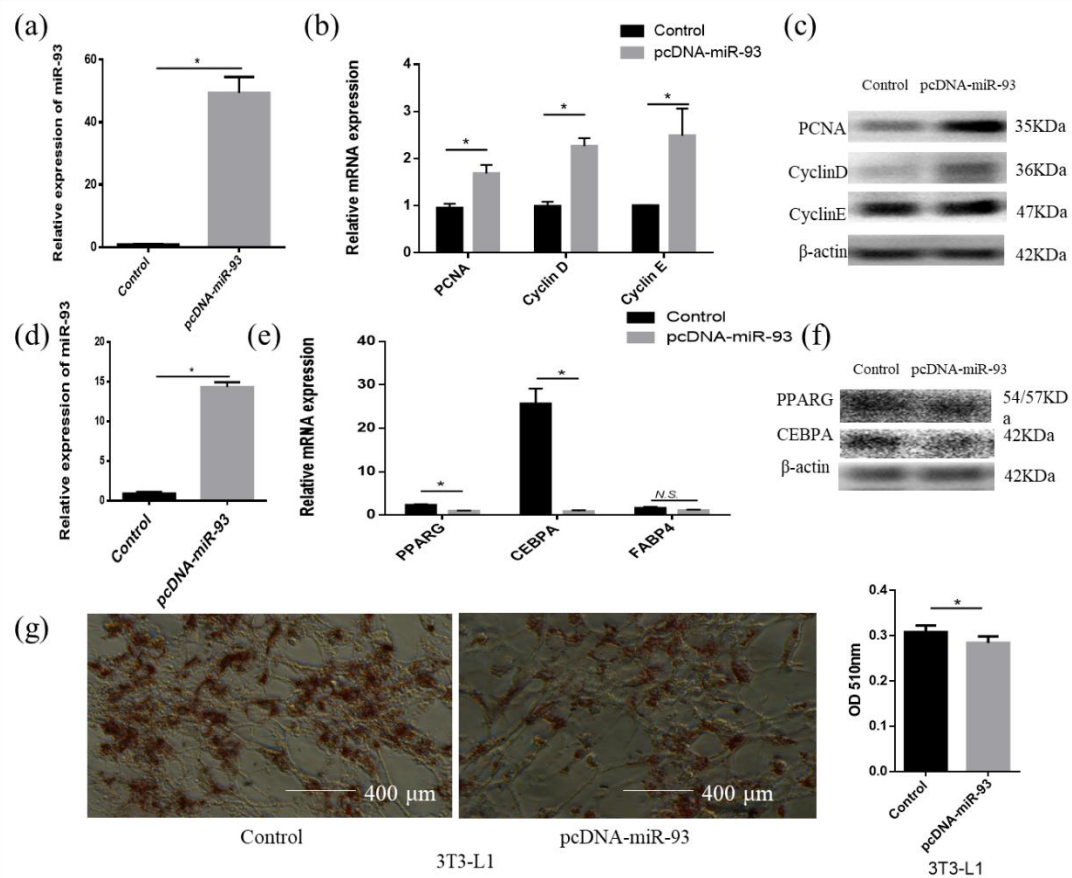 (a)
Relative expression of miR-93
60
40
20
0
*
Control
pcDNA-miR-93
(b)
Control
pcDNA-miR-93
Relative mRNA expression
4
3
2
1
0
*
*
*
PCNA
Cyclin D
Cyclin E
(c)
Control pcDNA-miR-93
PCNA 35KDa
CyclinD 36KDa
CyclinE 47KDa
β-actin 42KDa
(d)
Relative expression of miR-93
20
15
10
5
0
*
Control
pcDNA-miR-93
(e)
Control
pcDNA-miR-93
Relative mRNA expression
40
30
20
10
0
*
*
N.S.
PPARG
CEBPA
FABP4
(f)
Control pcDNA-miR-93
PPARG 54/57KD
a
CEBPA 42KDa
β-actin 42KDa
(g)
400 μm
400 μm
Control
pcDNA-miR-93
3T3-L1
OD 510nm
0.4
0.3
0.2
0.1
0.0
*
Control
pcDNA-miR-93
3T3-L1